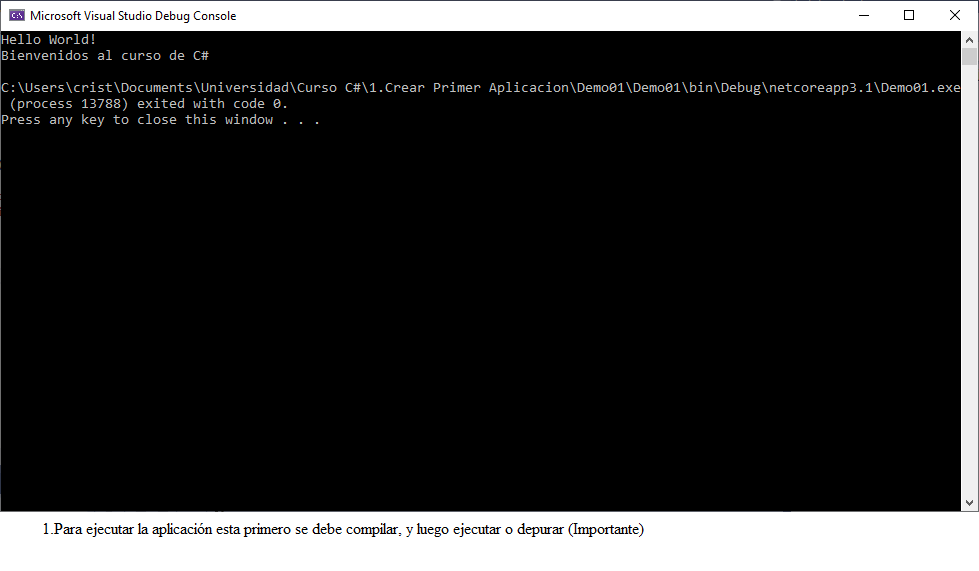 Microsoft Visual Studio Debug Console
Hello World!
Bienvenidos al curso de C#
C:\Users\crist\Documents\Universidad\Curso C#\1.Crear Primer Aplicacion\Demo01\Demo01\bin\Debug\netcoreapp3.1\Demo01.exe
(process 13788) exited with code 0.
Press any key to close this window . . .
1.Para ejecutar la aplicación esta primero se debe compilar, y luego ejecutar o depurar (Importante)